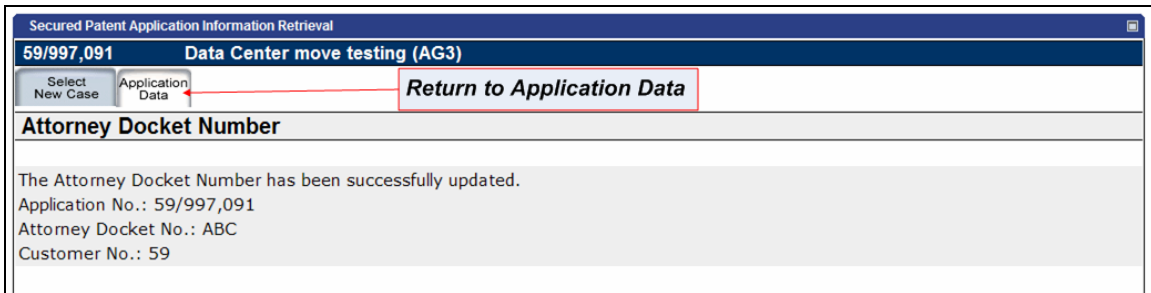 Secured Patent Application Information Retrieval
59/997,091 Data Center move testing (AG3)
Select
New Case
Application
Data
Return to Application Data
Attorney Docket Number
The Attorney Docket Number has been successfully updated.
Application No.: 59/997,091
Attorney Docket No.: ABC
Customer No.: 59